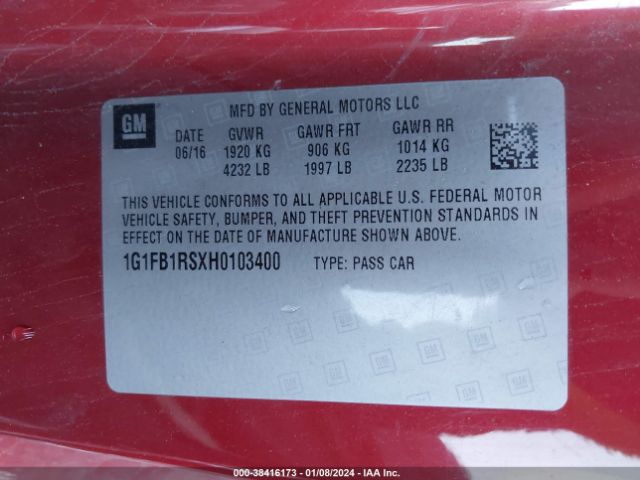 GM
MFD BY GENERAL MOTORS LLC
DATE GVWR GAWR FRT GAWR RR
06/16 1920 KG 906 KG 1014 KG
4232 LB 1997 LB 2235 LB
THIS VEHICLE CONFORMS TO ALL APPLICABLE U.S. FEDERAL MOTOR
VEHICLE SAFETY, BUMPER, AND THEFT PREVENTION STANDARDS IN
EFFECT ON THE DATE OF MANUFACTURE SHOWN ABOVE.
1G1FB1RSXH0103400 TYPE: PASS CAR
000 - 38416173 - 01/08/2024 - IAA Inc.